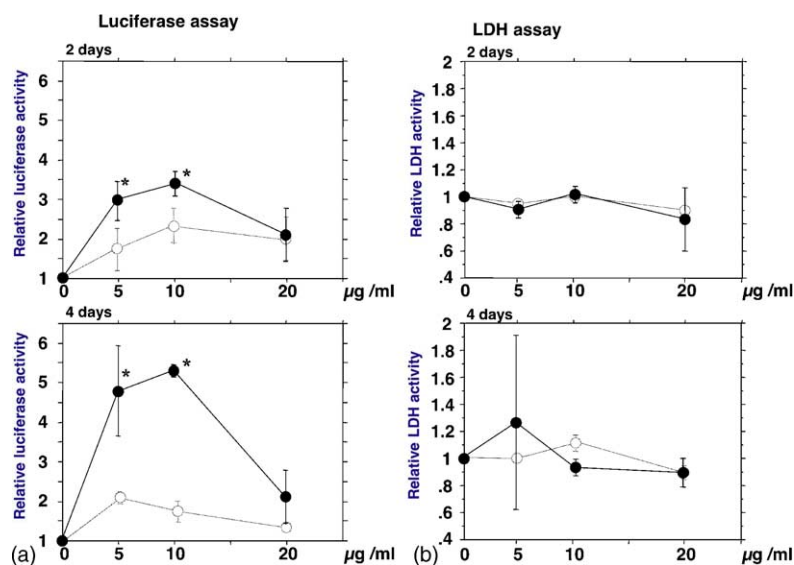 Luciferase assay
2 days
Relative luciferase activity
6
5
4
3
2
1
* *
0 5 10 20 µg /ml
4 days
Relative luciferase activity
6
5
4
3
2
1
* *
0 5 10 20 µg /ml
(a)
LDH assay
2 days
Relative LDH activity
2
1.8
1.6
1.4
1.2
1
.8
.6
.4
0 5 10 20 µg /ml
4 days
Relative LDH activity
2
1.8
1.6
1.4
1.2
1
.8
.6
.4
0 5 10 20 µg /ml
(b)